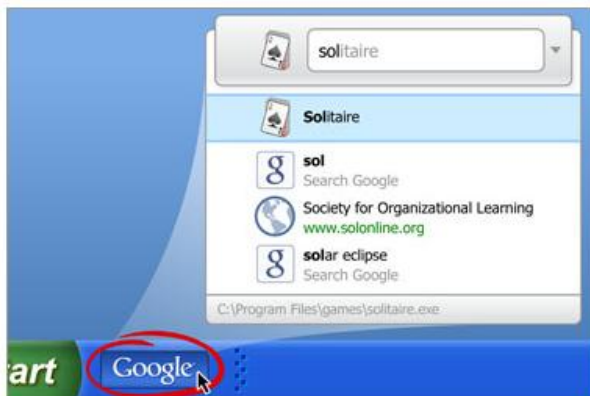 solitaire
Solitaire
sol
Search Google
Society for Organizational Learning
www.solonline.org
solar eclipse
Search Google
C:\Program Files\games\solitaire.exe
art
Google